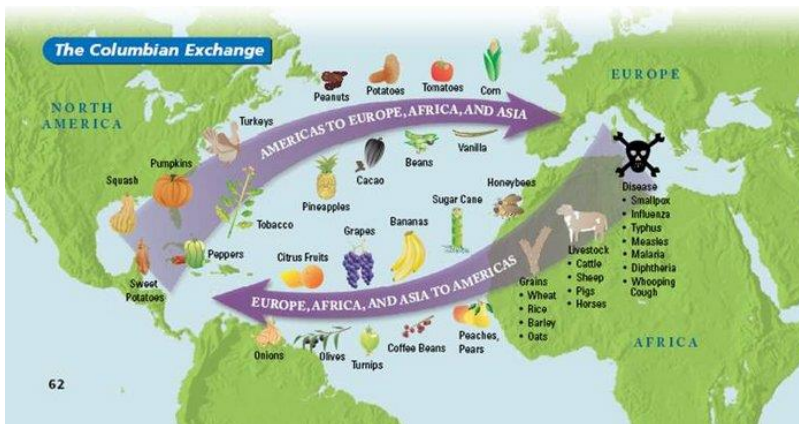 The Columbian Exchange
NORTH
AMERICA
EUROPE
AFRICA
Peanuts
Potatoes
Tomatoes
Corn
Turkeys
AMERICAS TO EUROPE, AFRICA, AND ASIA
Pumpkins
Squash
Cacao
Beans
Vanilla
Pineapples
Tobacco
Peppers
Sweet
Potatoes
Honeybees
Sugar Cane
Bananas
Grapes
Citrus Fruits
EUROPE, AFRICA, AND ASIA TO AMERICAS
Onions
Olives
Turnips
Coffee Beans
Peaches,
Pears
Grains
• Wheat
• Rice
• Barley
• Oats
Livestock
• Cattle
• Sheep
• Pigs
• Horses
Disease
• Smallpox
• Influenza
• Typhus
• Measles
• Malaria
• Diphtheria
• Whooping
Cough
62